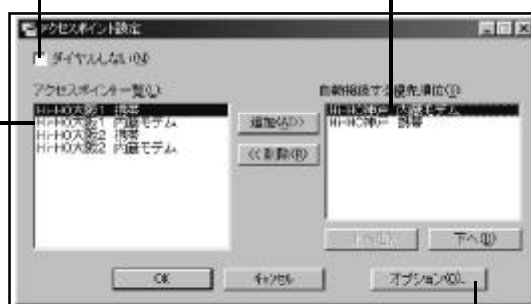 アクセスポイント設定
ダイヤルしない(N)
アクセスポイント一覧(L)
Hi-HO大阪1 携帯
Hi-HO大阪1 内蔵モデム
Hi-HO大阪2 携帯
Hi-HO大阪2 内蔵モデム
追加(A)>>
<<削除(R)
自動接続する優先順位(I)
Hi-HO神戸 内蔵モデム
Hi-HO神戸 携帯
上へ(U)
下へ(D)
OK
キャンセル
オプション(O)...